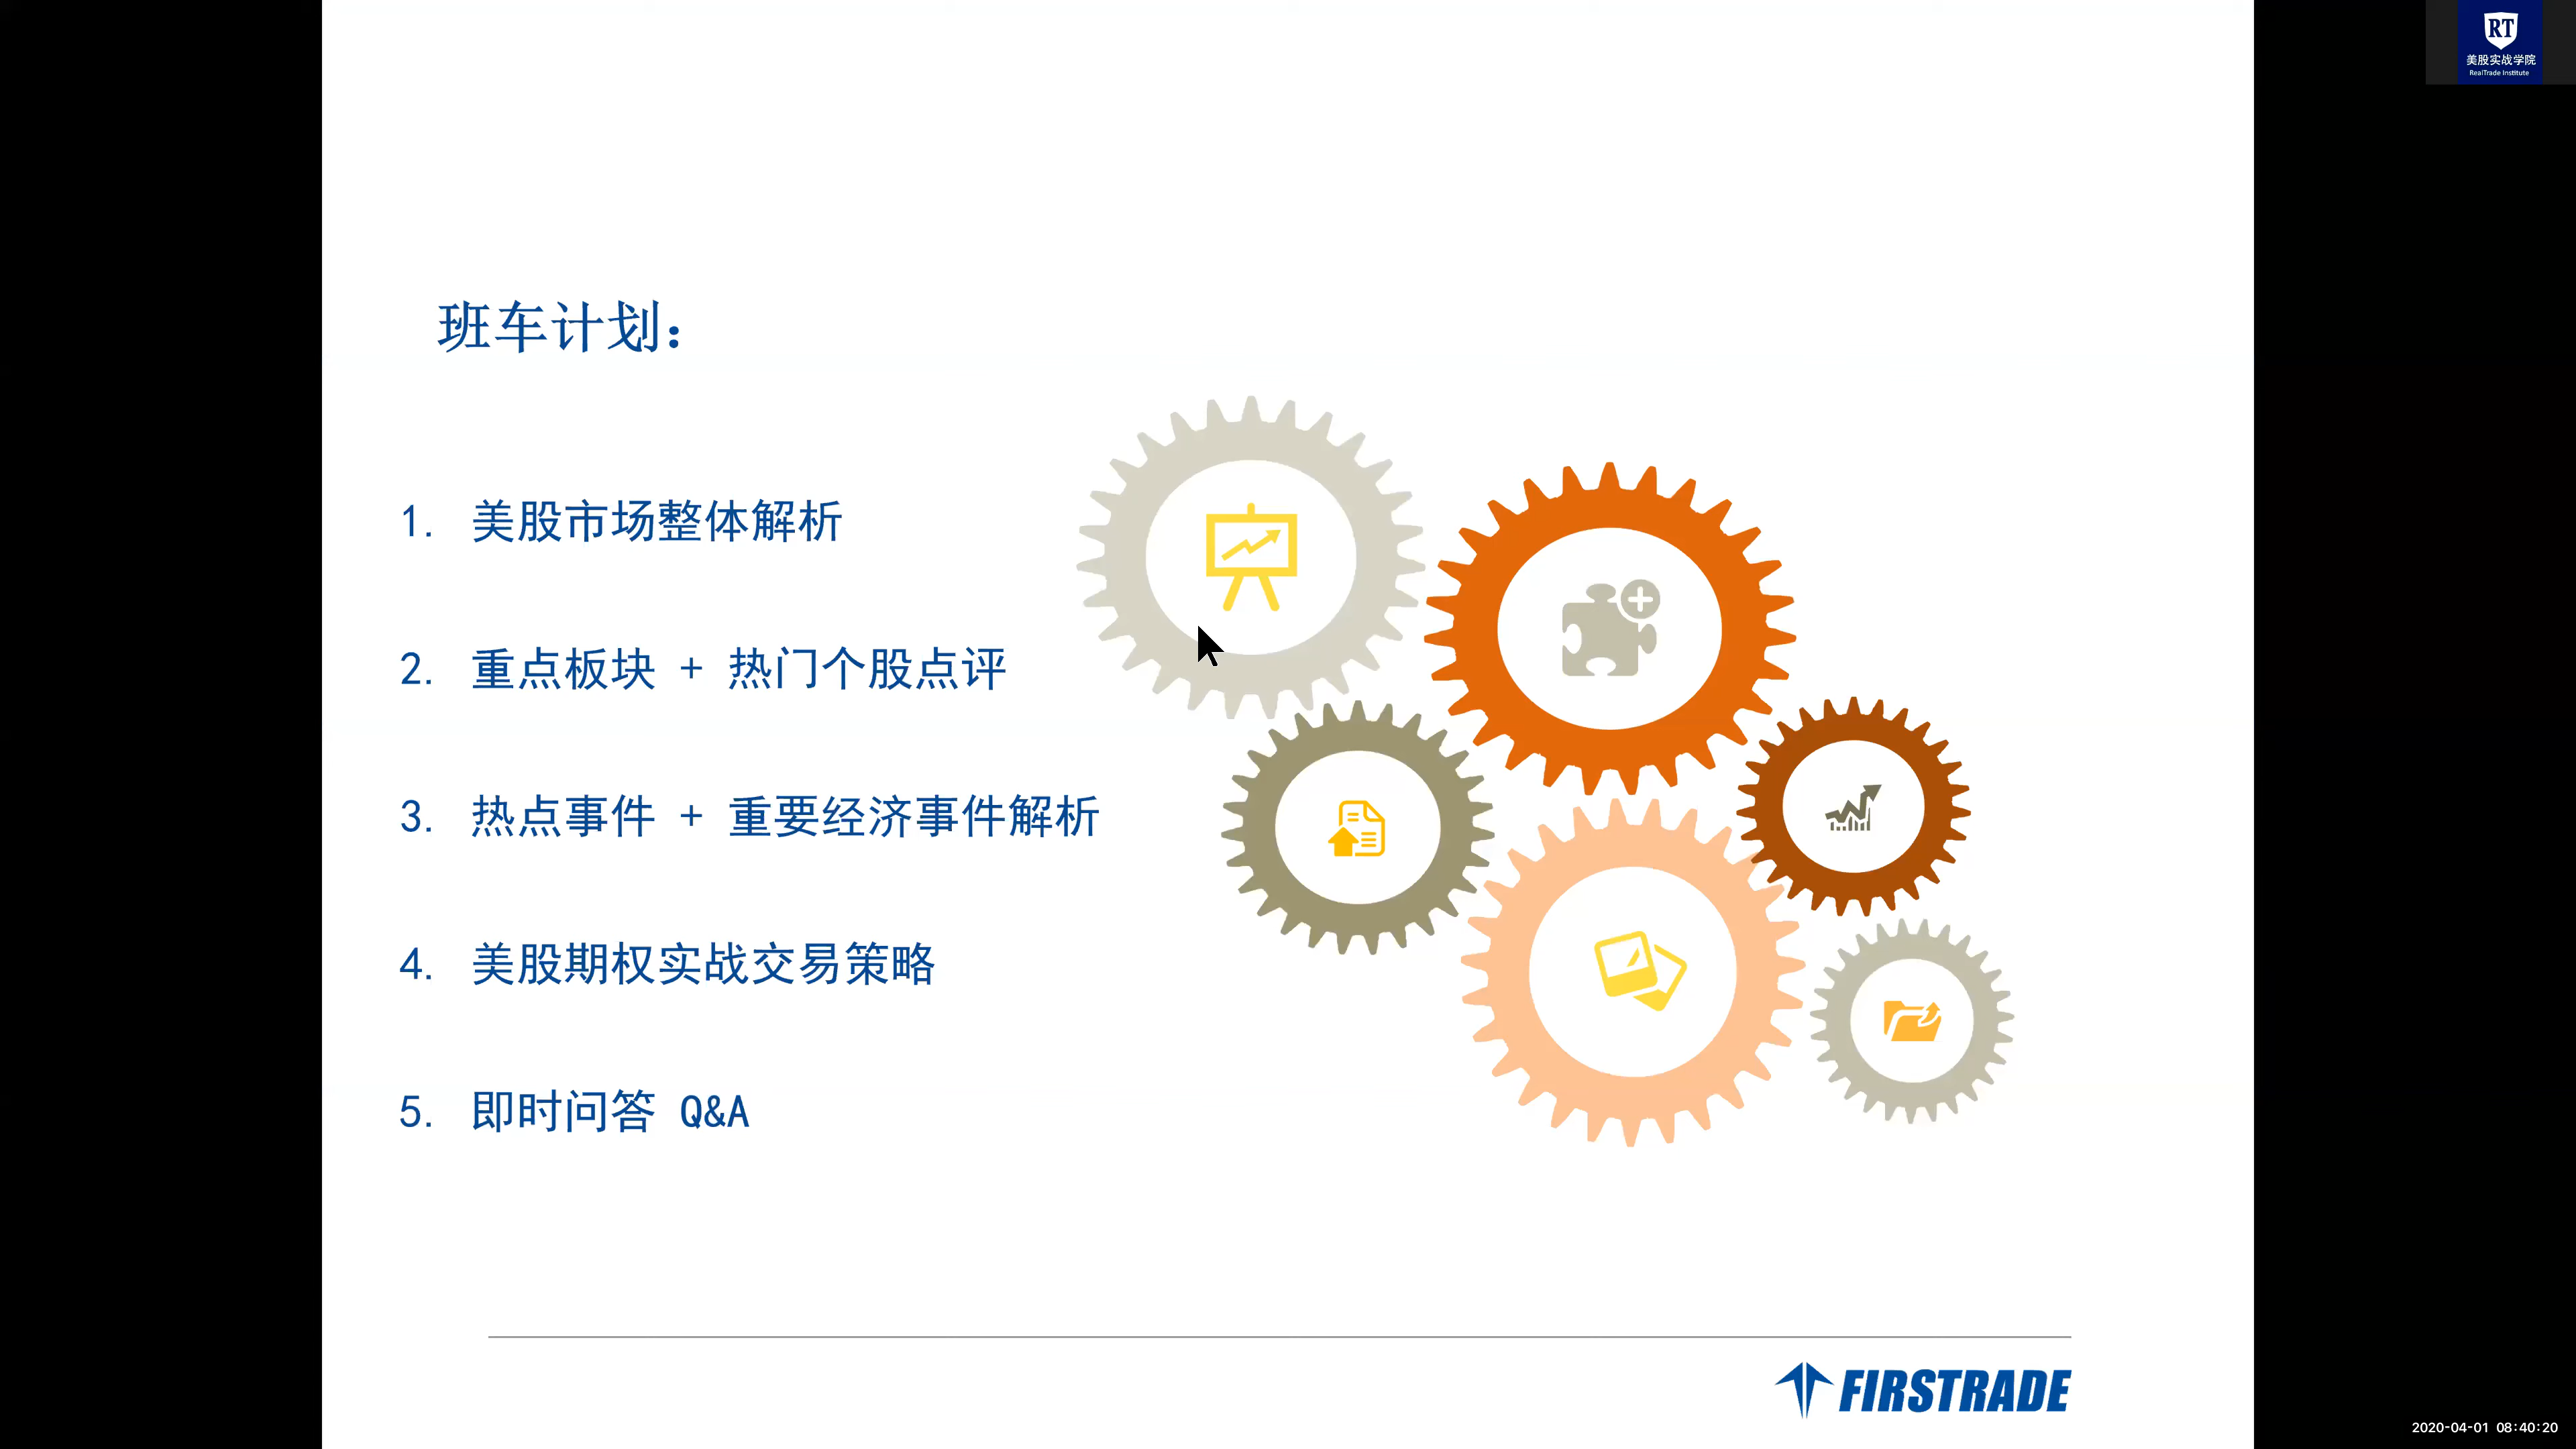 RT
美股实战学院
RealTrade Institute
班车计划：
1. 美股市场整体解析
2. 重点板块 + 热门个股点评
3. 热点事件 + 重要经济事件解析
4. 美股期权实战交易策略
5. 即时问答 Q&A
FIRSTRADE
2020-04-01 08:40:20